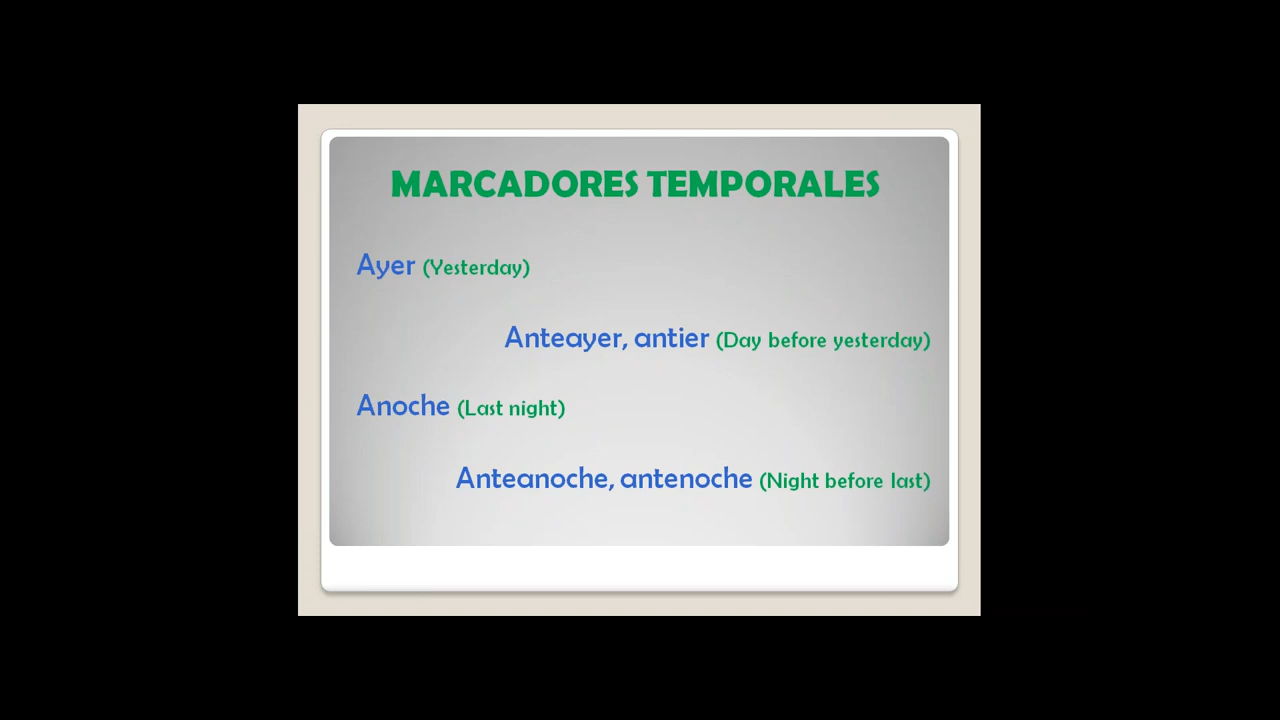 MARCADORES TEMPORALES
Ayer (Yesterday)
Anteayer, antier (Day before yesterday)
Anoche (Last night)
Anteanoche, antenoche (Night before last)